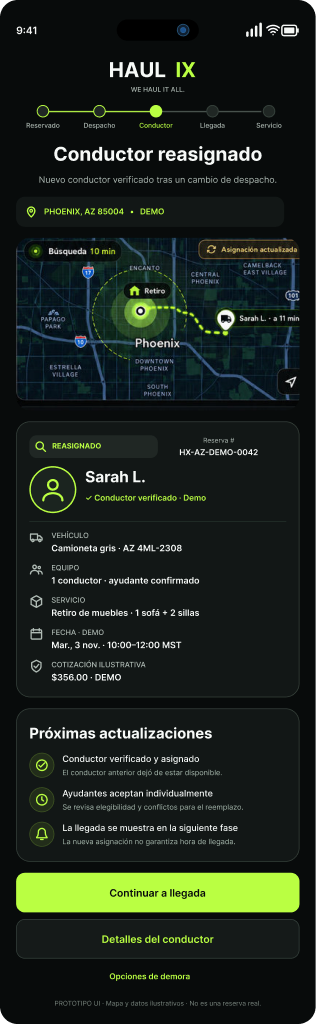 9:41
HAUL IX
WE HAUL IT ALL.
Reservado
Despacho
Conductor
Llegada
Servicio
Conductor reasignado
Nuevo conductor verificado tras un cambio de despacho.
PHOENIX, AZ 85004 • DEMO
Búsqueda 10 min
Asignación actualizada
17
ENCANTO
CENTRAL
PHOENIX
CAMELBACK
EAST VILLAGE
Retiro
101
PAPAGO
PARK
Sarah L. · a 11 min
10
Phoenix
ESTRELLA
VILLAGE
DOWNTOWN
PHOENIX
SOUTH
PHOENIX
REASIGNADO
Reserva #
HX-AZ-DEMO-0042
Sarah L.
✓ Conductor verificado · Demo
VEHÍCULO
Camioneta gris · AZ 4ML-2308
EQUIPO
1 conductor · ayudante confirmado
SERVICIO
Retiro de muebles · 1 sofá + 2 sillas
FECHA · DEMO
Mar., 3 nov. · 10:00–12:00 MST
COTIZACIÓN ILUSTRATIVA
$356.00 · DEMO
Próximas actualizaciones
Conductor verificado y asignado
El conductor anterior dejó de estar disponible.
Ayudantes aceptan individualmente
Se revisa elegibilidad y conflictos para el reemplazo.
La llegada se muestra en la siguiente fase
La nueva asignación no garantiza hora de llegada.
Continuar a llegada
Detalles del conductor
Opciones de demora
PROTOTIPO UI · Mapa y datos ilustrativos · No es una reserva real.